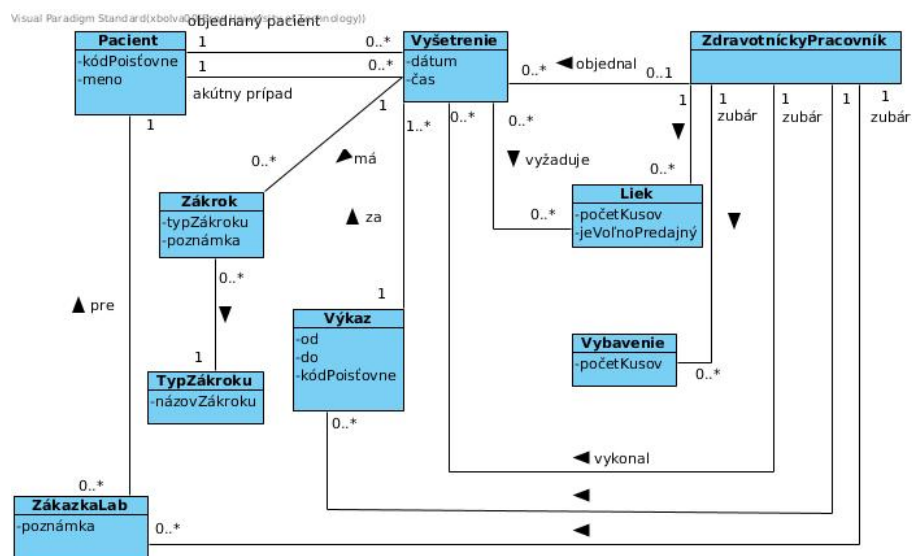 Visual Paradigm Standard(xbolva
objednaný pacient
Pacient
-kódPoisťovne
-meno
1
0..*
1
0..*
akútny prípad
1
Vyšetrenie
-dátum
-čas
1
1..*
0..*
0..*
0..*
objednal
0..1
ZdravotníckyPracovník
1
1
zubár
1
zubár
1
1
zubár
má
0..*
vyžaduje
0..*
0..*
Liek
-početKusov
-jeVoľnoPredajný
Zákrok
-typZákroku
-poznámka
0..*
1
za
1
pre
Výkaz
-od
-do
-kódPoisťovne
0..*
Vybavenie
-početKusov
0..*
TypZákroku
-názovZákroku
vykonal
0..*
ZákazkaLab
-poznámka
0..*